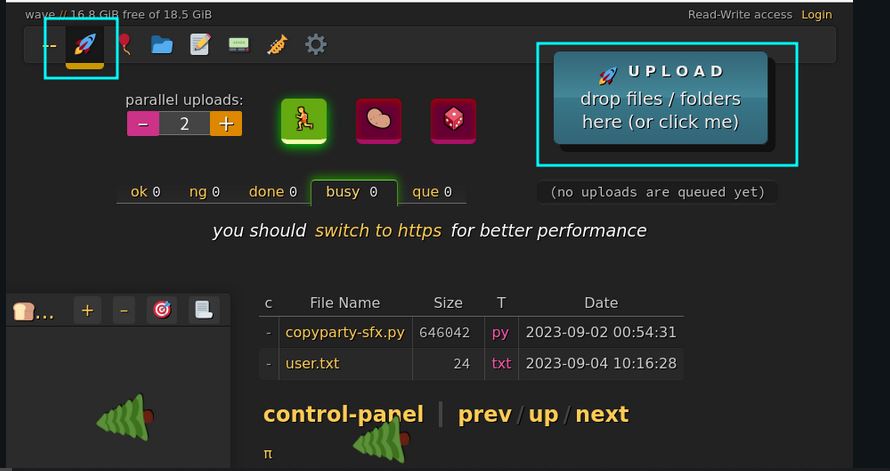 wave // 16.8 GiB free of 18.5 GiB
Read-Write access Login
--
UPLOAD
drop files / folders
here (or click me)
parallel uploads:
– 2 +
ok 0 ng 0 done 0 busy 0 que 0
(no uploads are queued yet)
you should switch to https for better performance
... + –
c File Name Size T Date
- copyparty-sfx.py 646042 py 2023-09-02 00:54:31
- user.txt 24 txt 2023-09-04 10:16:28
control-panel | prev / up / next
π